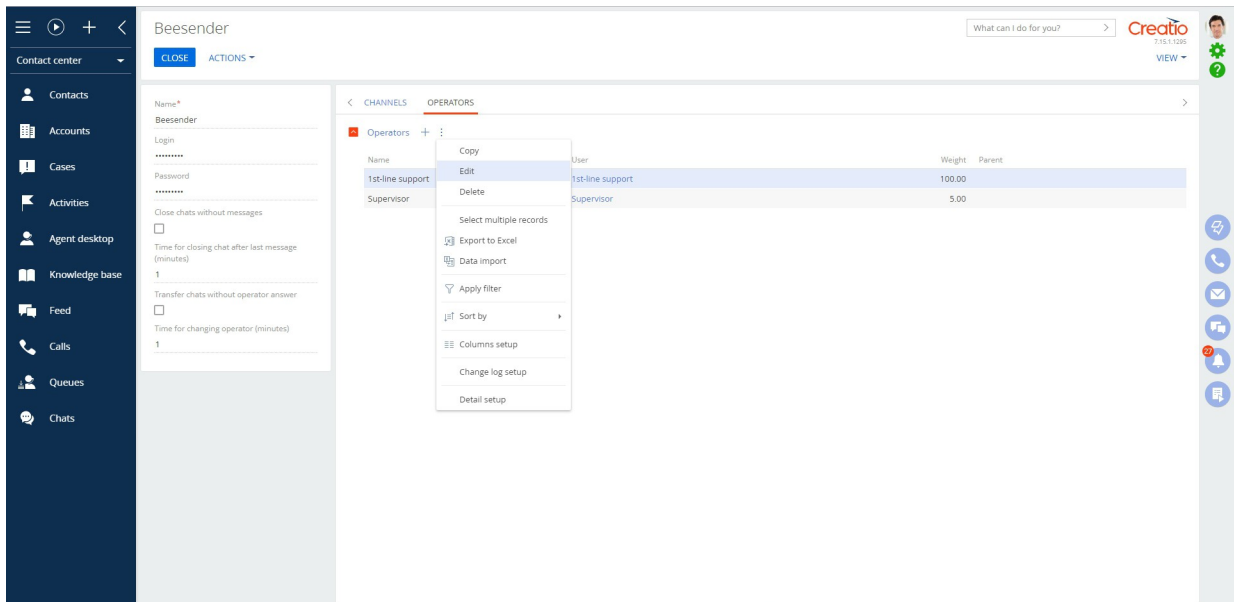 Beesender
What can I do for you?
Creatio
7.15.1.1295
CLOSE
ACTIONS
VIEW
Contact center
Contacts
Accounts
Cases
Activities
Agent desktop
Knowledge base
Feed
Calls
Queues
Chats
Name*
Beesender
Login
•••••••••
Password
•••••••••
Close chats without messages
Time for closing chat after last message
(minutes)
1
Transfer chats without operator answer
Time for changing operator (minutes)
1
CHANNELS OPERATORS
Operators
Name User Weight Parent
1st-line support 1st-line support 100.00
Supervisor Supervisor 5.00
Copy
Edit
Delete
Select multiple records
Export to Excel
Data import
Apply filter
Sort by
Columns setup
Change log setup
Detail setup
27